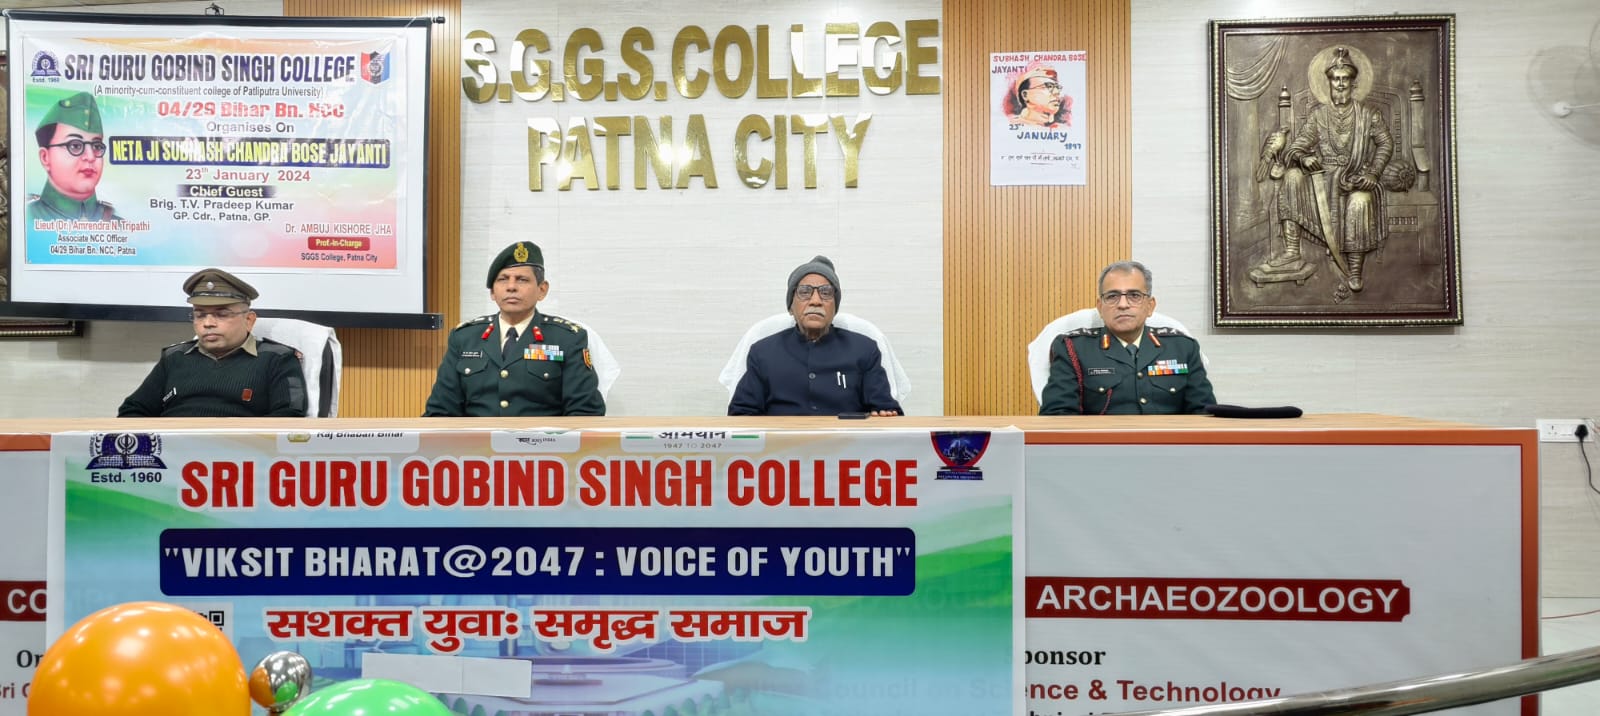 Estd. 1960
SRI GURU GOBIND SINGH COLLEGE
(A minority-cum-constituent college of Patliputra University)
04/29 Bihar Bn. NCC
Organises On
NETA JI SUBHASH CHANDRA BOSE JAYANTI
23th January 2024
Chief Guest
Brig. T.V. Pradeep Kumar
GP. Cdr., Patna, GP.
Lieut (Dr) Amrendra N. Tripathi
Associate NCC Officer
04/29 Bihar Bn. NCC, Patna
Dr. AMBUJ KISHORE JHA
Prof.-In-Charge
SGGS College, Patna City
S.G.G.S.COLLEGE
PATNA CITY
SUBHASH CHANDRA BOSE
JAYANTI
23rd
JANUARY
1897
Raj Bhaban Bihar
अभियान
1947 TO 2047
Estd. 1960
SRI GURU GOBIND SINGH COLLEGE
"VIKSIT BHARAT@2047 : VOICE OF YOUTH"
सशक्त युवाः समृद्ध समाज
ARCHAEOZOOLOGY
ponsor
nce & Technology